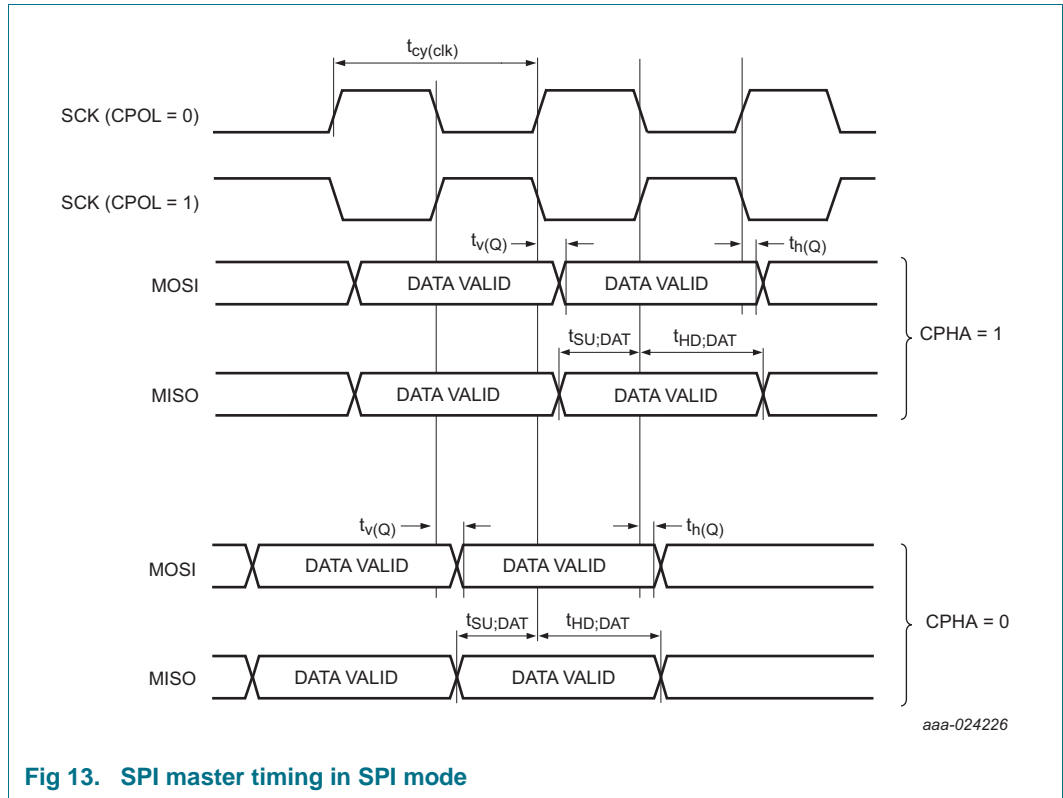 tcy(clk)
SCK (CPOL = 0)
SCK (CPOL = 1)
tv(Q)
th(Q)
MOSI
DATA VALID
DATA VALID
tSU;DAT
tHD;DAT
CPHA = 1
MISO
DATA VALID
DATA VALID
tv(Q)
th(Q)
MOSI
DATA VALID
DATA VALID
tSU;DAT
tHD;DAT
CPHA = 0
MISO
DATA VALID
DATA VALID
aaa-024226
Fig 13. SPI master timing in SPI mode